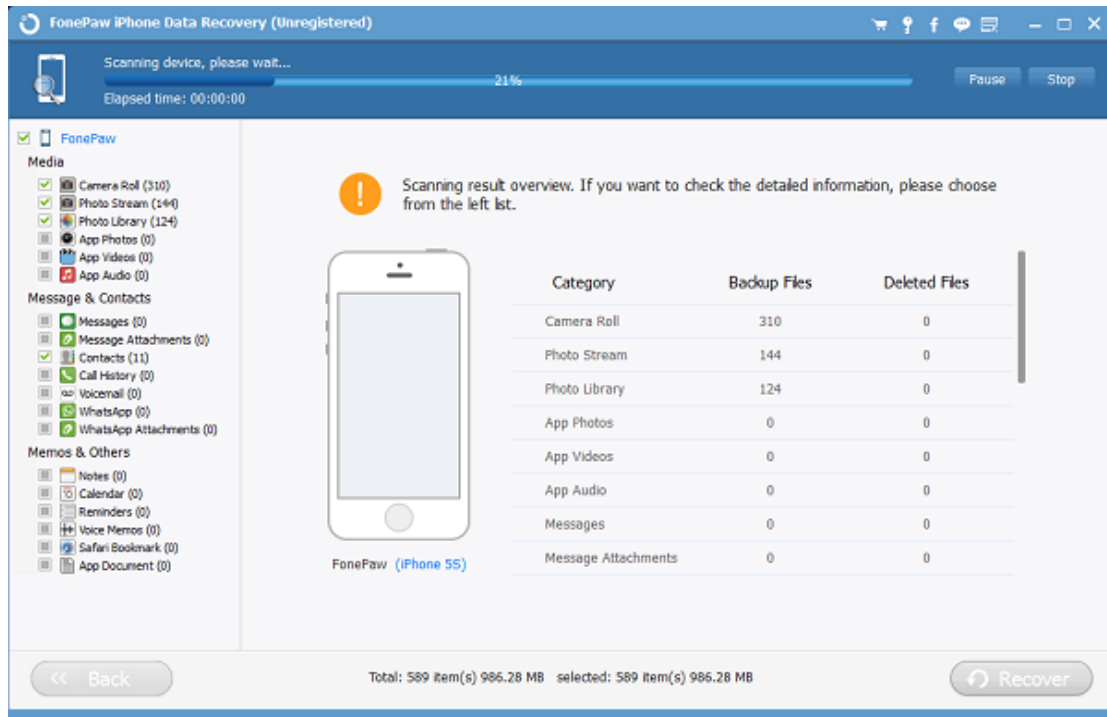 FonePaw iPhone Data Recovery (Unregistered)
Scanning device, please wait...
21%
Elapsed time: 00:00:00
Pause
Stop
FonePaw
Media
Camera Roll (310)
Photo Stream (144)
Photo Library (124)
App Photos (0)
App Videos (0)
App Audio (0)
Message & Contacts
Messages (0)
Message Attachments (0)
Contacts (11)
Call History (0)
Voicemail (0)
WhatsApp (0)
WhatsApp Attachments (0)
Memos & Others
Notes (0)
Calendar (0)
Reminders (0)
Voice Memos (0)
Safari Bookmark (0)
App Document (0)
Scanning result overview. If you want to check the detailed information, please choose
from the left list.
Category Backup Files Deleted Files
Camera Roll 310 0
Photo Stream 144 0
Photo Library 124 0
App Photos 0 0
App Videos 0 0
App Audio 0 0
Messages 0 0
Message Attachments 0 0
FonePaw (iPhone 5S)
<< Back
Total: 589 item(s) 986.28 MB selected: 589 item(s) 986.28 MB
Recover